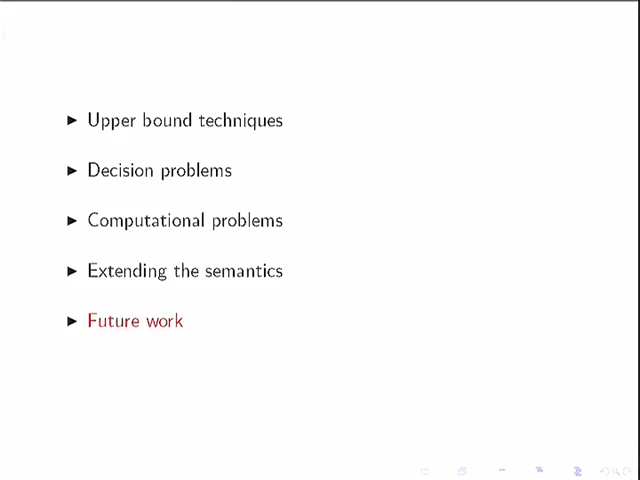 Upper bound techniques
Decision problems
Computational problems
Extending the semantics
Future work